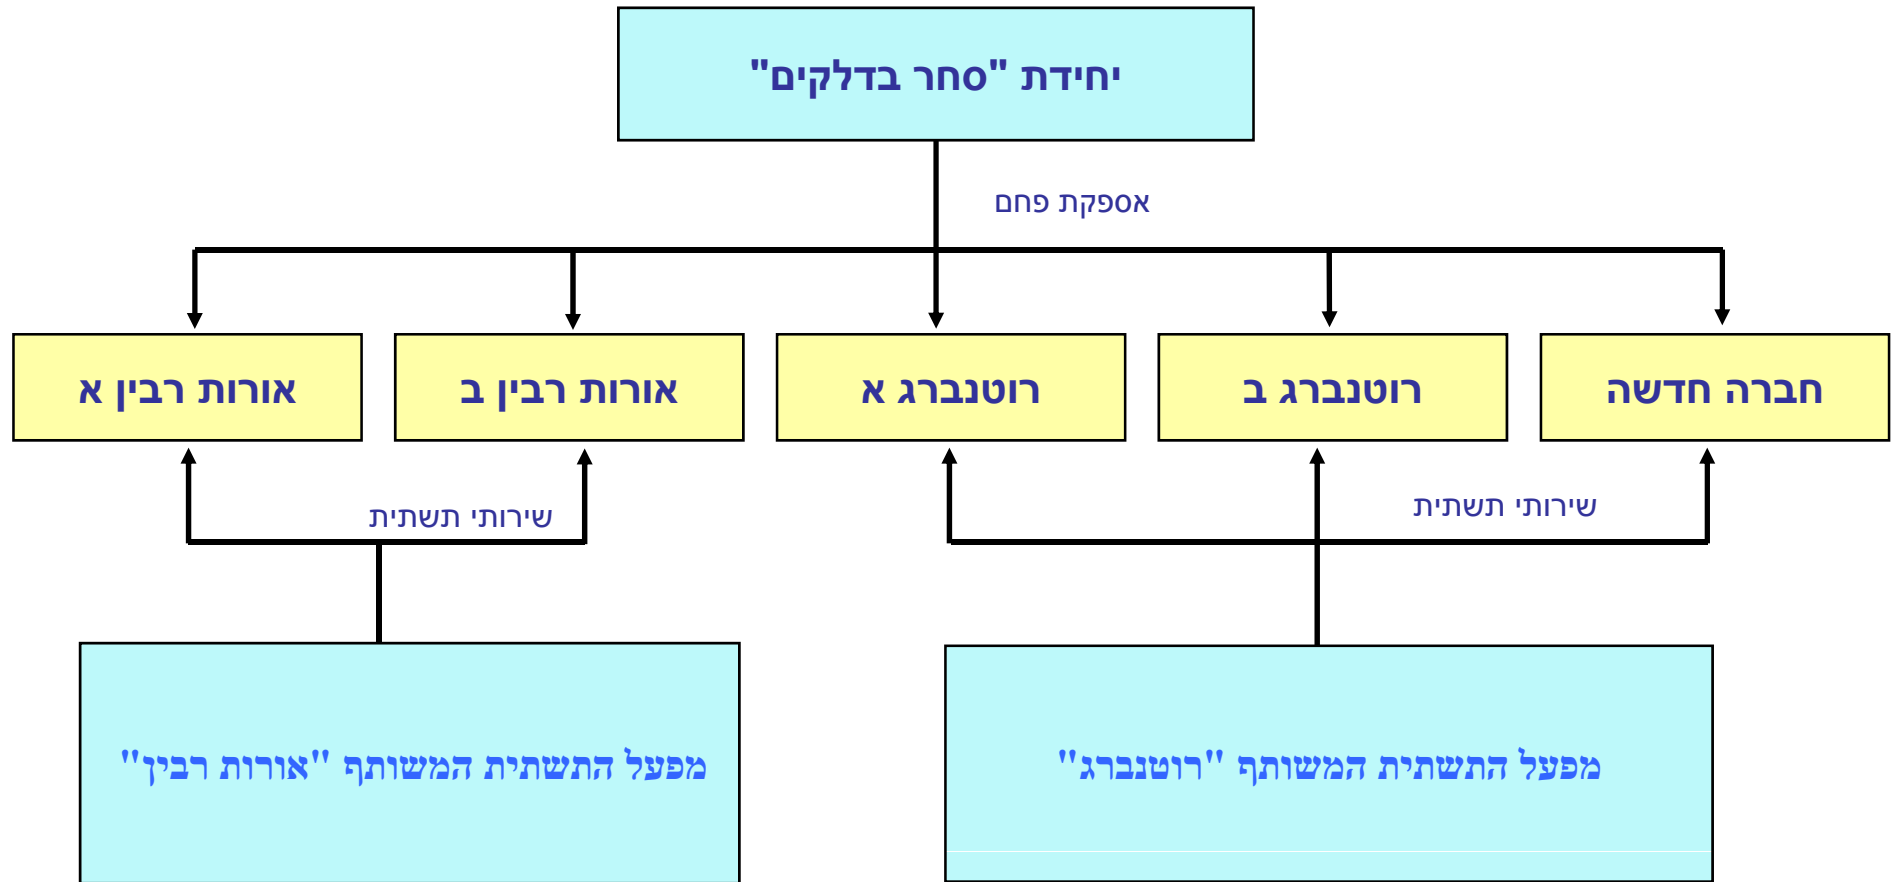 יחידת "סחר בדלקים"
אספקת פחם
חברה חדשה
רוטנברג ב
רוטנברג א
אורות רבין ב
אורות רבין א
שירותי תשתית
שירותי תשתית
מפעל התשתית המשותף "רוטנברג"
מפעל התשתית המשותף "אורות רבין"